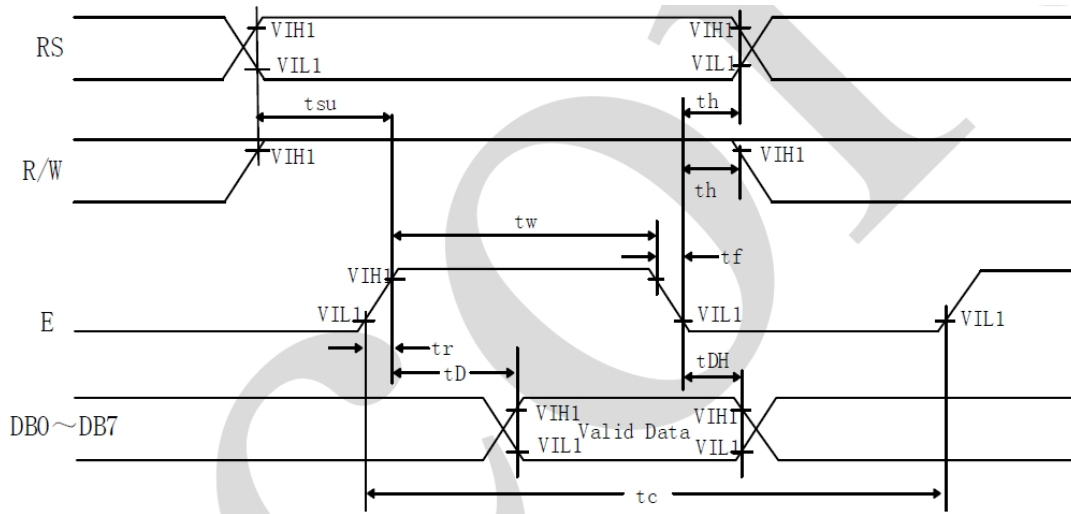 RS
VIH1
VIL1
VIH1
VIL1
tsu
th
R/W
VIH1
VIH1
th
tw
tf
E
VIH1
VIL1
VIL1
VIL1
tr
tD
tDH
DB0～DB7
VIH1
VIL1
Valid Data
VIH1
VIL1
tc